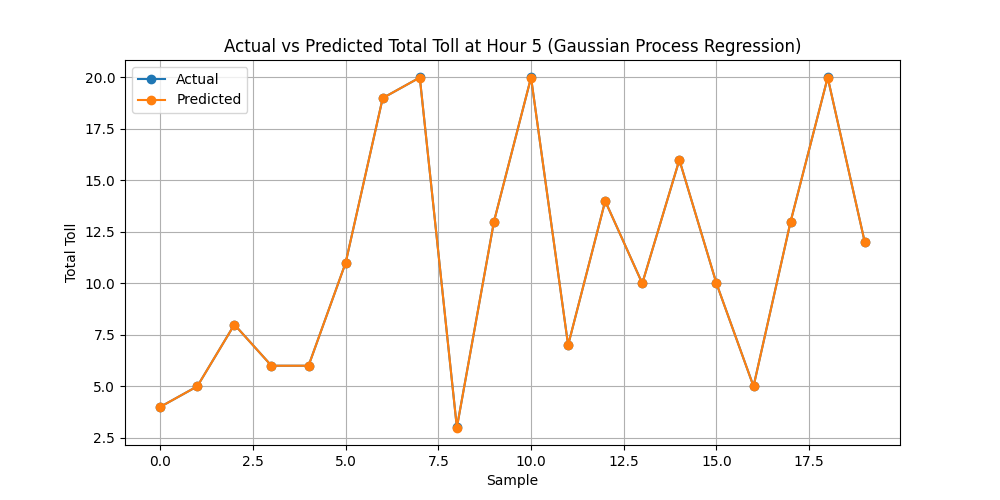 Actual vs Predicted Total Toll at Hour 5 (Gaussian Process Regression)
Actual
Predicted
20.0
17.5
15.0
12.5
10.0
7.5
5.0
2.5
Total Toll
0.0 2.5 5.0 7.5 10.0 12.5 15.0 17.5
Sample